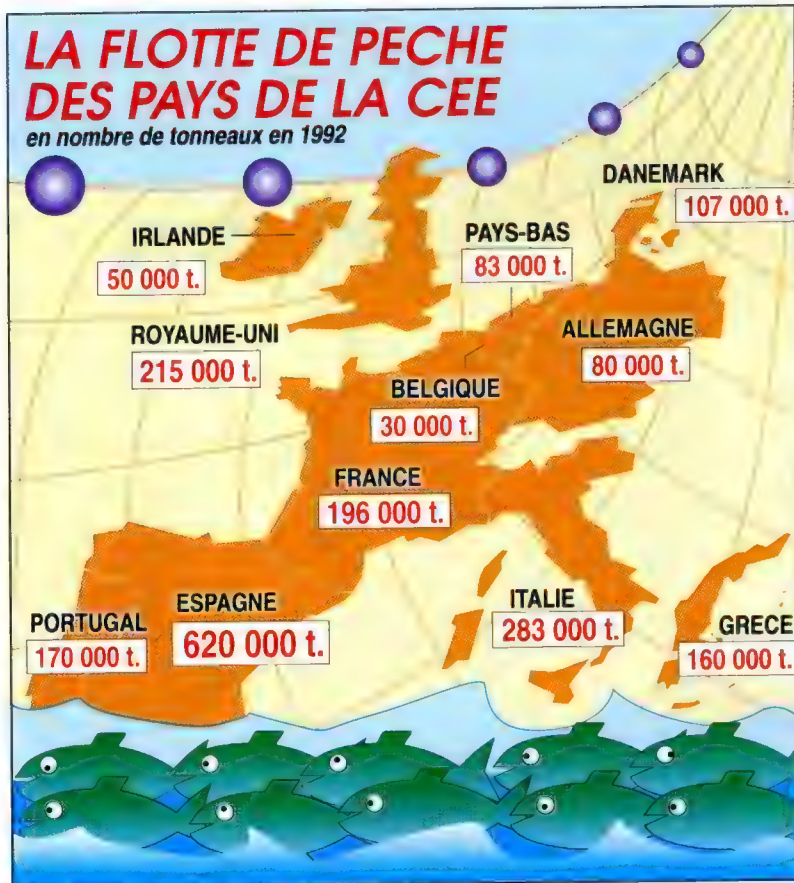 LA FLOTTE DE PECHE
DES PAYS DE LA CEE
en nombre de tonneaux en 1992
DANEMARK
107 000 t.
IRLANDE
50 000 t.
PAYS-BAS
83 000 t.
ROYAUME-UNI
215 000 t.
ALLEMAGNE
80 000 t.
BELGIQUE
30 000 t.
FRANCE
196 000 t.
PORTUGAL
170 000 t.
ESPAGNE
620 000 t.
ITALIE
283 000 t.
GRECE
160 000 t.